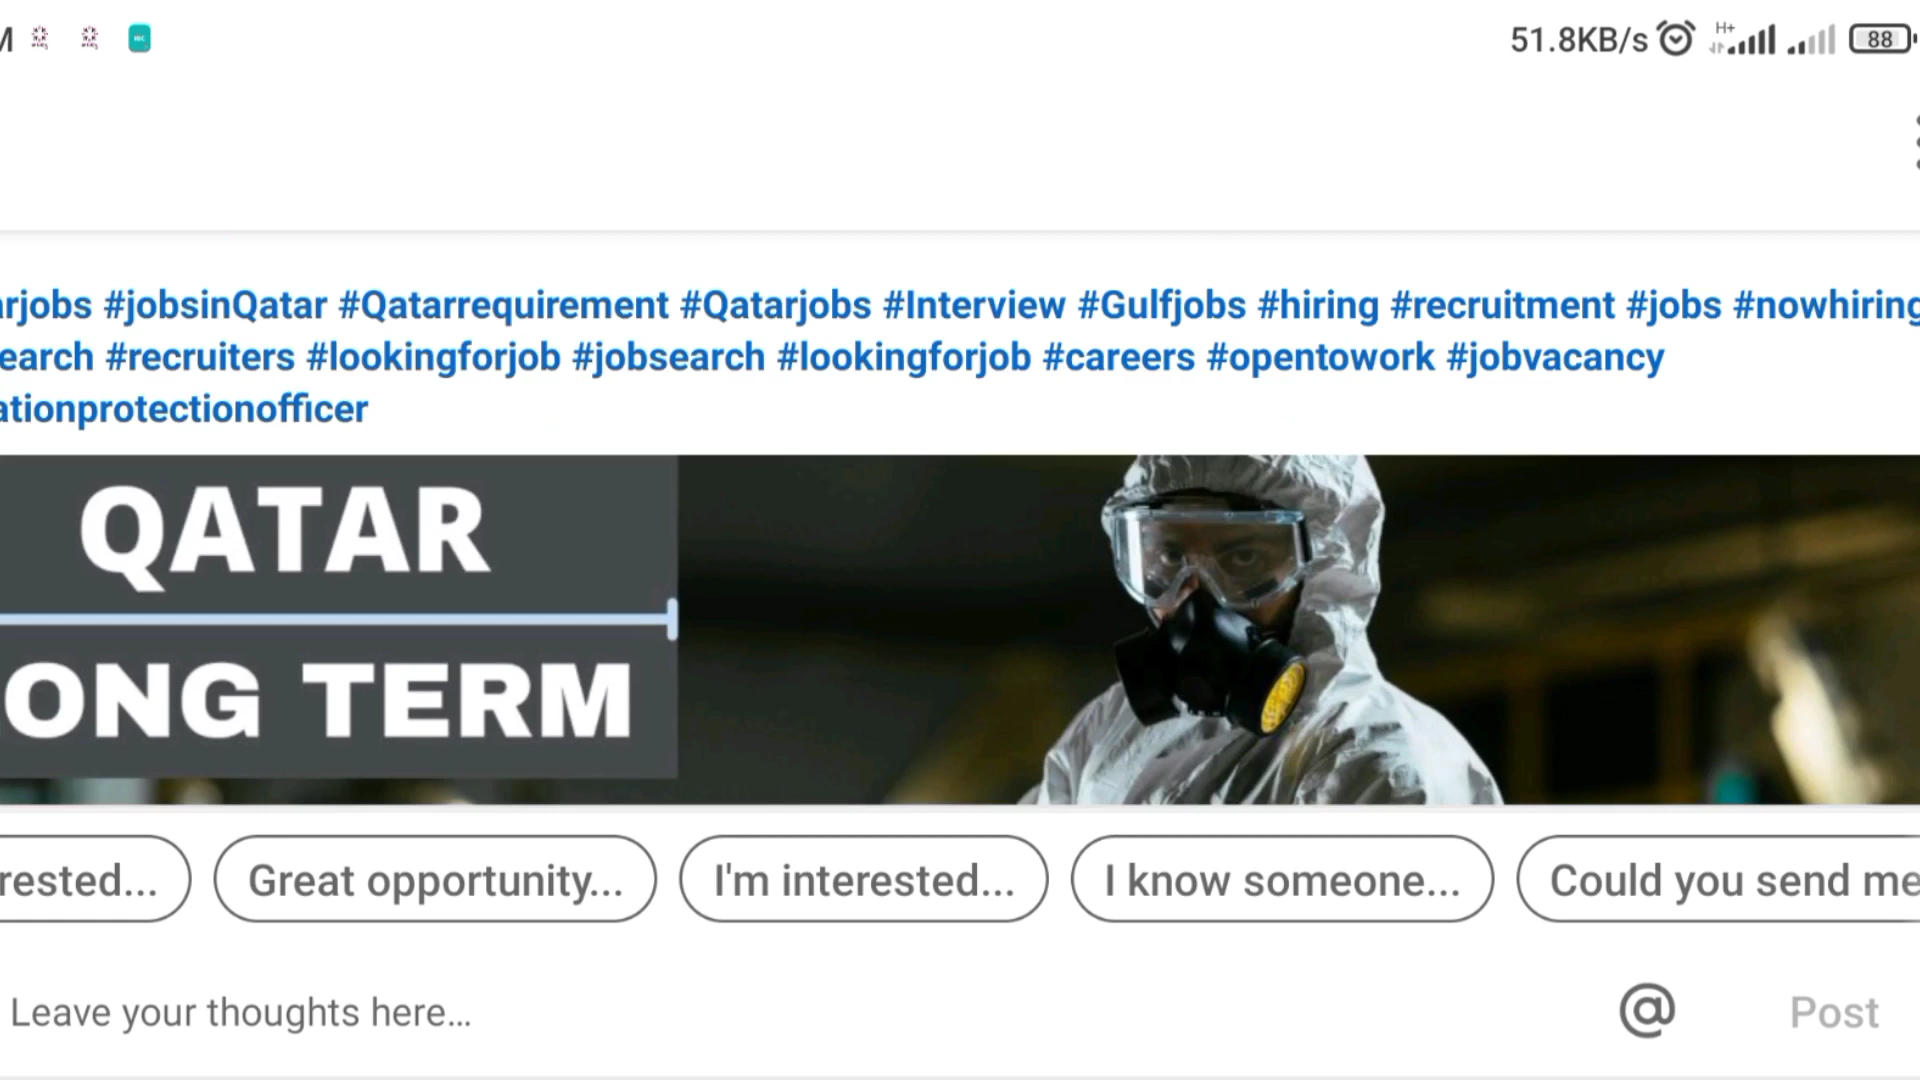 51.8KB/s H+ 88
#jobsinQatar #Qatarrequirement #Qatarjobs #Interview #Gulfjobs #hiring #recruitment #jobs #nowhiring
#recruiters #lookingforjob #jobsearch #lookingforjob #careers #opentowork #jobvacancy
ationprotectionofficer
QATAR
ONG TERM
rested... Great opportunity... I'm interested... I know someone... Could you send me
Leave your thoughts here... @ Post